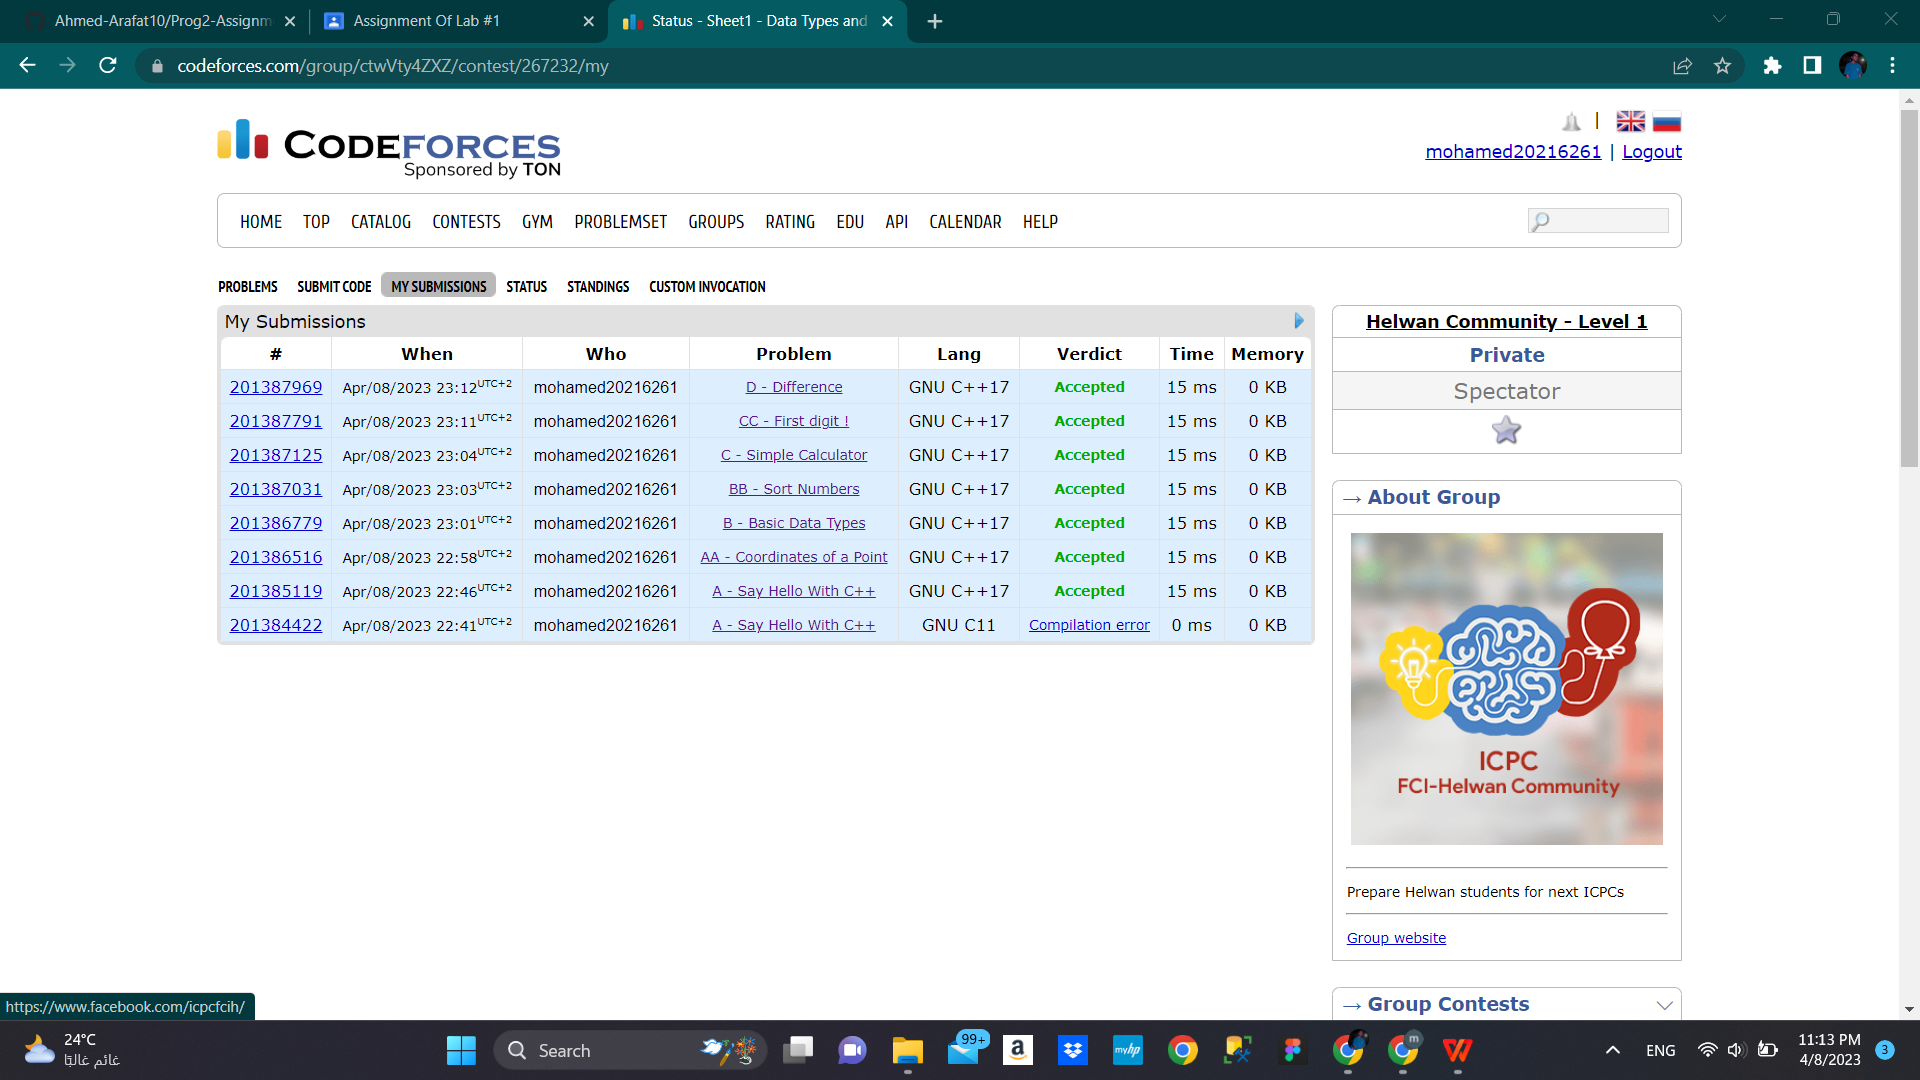 Ahmed-Arafat10/Prog2-Assignm
Assignment Of Lab #1
Status - Sheet1 - Data Types and
codeforces.com/group/ctwVty4ZXZ/contest/267232/my
CODEFORCES
Sponsored by TON
mohamed20216261 | Logout
HOME TOP CATALOG CONTESTS GYM PROBLEMSET GROUPS RATING EDU API CALENDAR HELP
PROBLEMS SUBMIT CODE MY SUBMISSIONS STATUS STANDINGS CUSTOM INVOCATION
My Submissions
# When Who Problem Lang Verdict Time Memory
201387969 Apr/08/2023 23:12 UTC+2 mohamed20216261 D - Difference GNU C++17 Accepted 15 ms 0 KB
201387791 Apr/08/2023 23:11 UTC+2 mohamed20216261 CC - First digit ! GNU C++17 Accepted 15 ms 0 KB
201387125 Apr/08/2023 23:04 UTC+2 mohamed20216261 C - Simple Calculator GNU C++17 Accepted 15 ms 0 KB
201387031 Apr/08/2023 23:03 UTC+2 mohamed20216261 BB - Sort Numbers GNU C++17 Accepted 15 ms 0 KB
201386779 Apr/08/2023 23:01 UTC+2 mohamed20216261 B - Basic Data Types GNU C++17 Accepted 15 ms 0 KB
201386516 Apr/08/2023 22:58 UTC+2 mohamed20216261 AA - Coordinates of a Point GNU C++17 Accepted 15 ms 0 KB
201385119 Apr/08/2023 22:46 UTC+2 mohamed20216261 A - Say Hello With C++ GNU C++17 Accepted 15 ms 0 KB
201384422 Apr/08/2023 22:41 UTC+2 mohamed20216261 A - Say Hello With C++ GNU C11 Compilation error 0 ms 0 KB
Helwan Community - Level 1
Private
Spectator
→ About Group
ICPC
FCI-Helwan Community
Prepare Helwan students for next ICPCs
Group website
→ Group Contests
https://www.facebook.com/icpcfcih/
24°C
غائم غالبًا
Search
99+
a
myhp
m
ENG
11:13 PM
4/8/2023
3